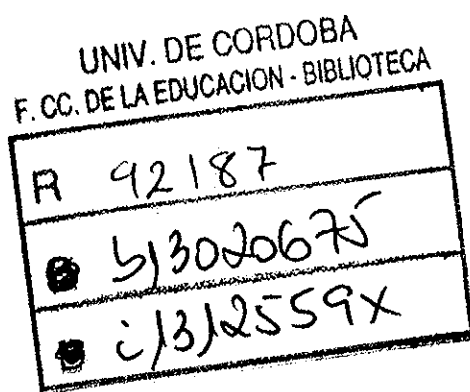 UNIV. DE CORDOBA
F. CC. DE LA EDUCACION - BIBLIOTECA
R 92187
b13020675
i1312559X